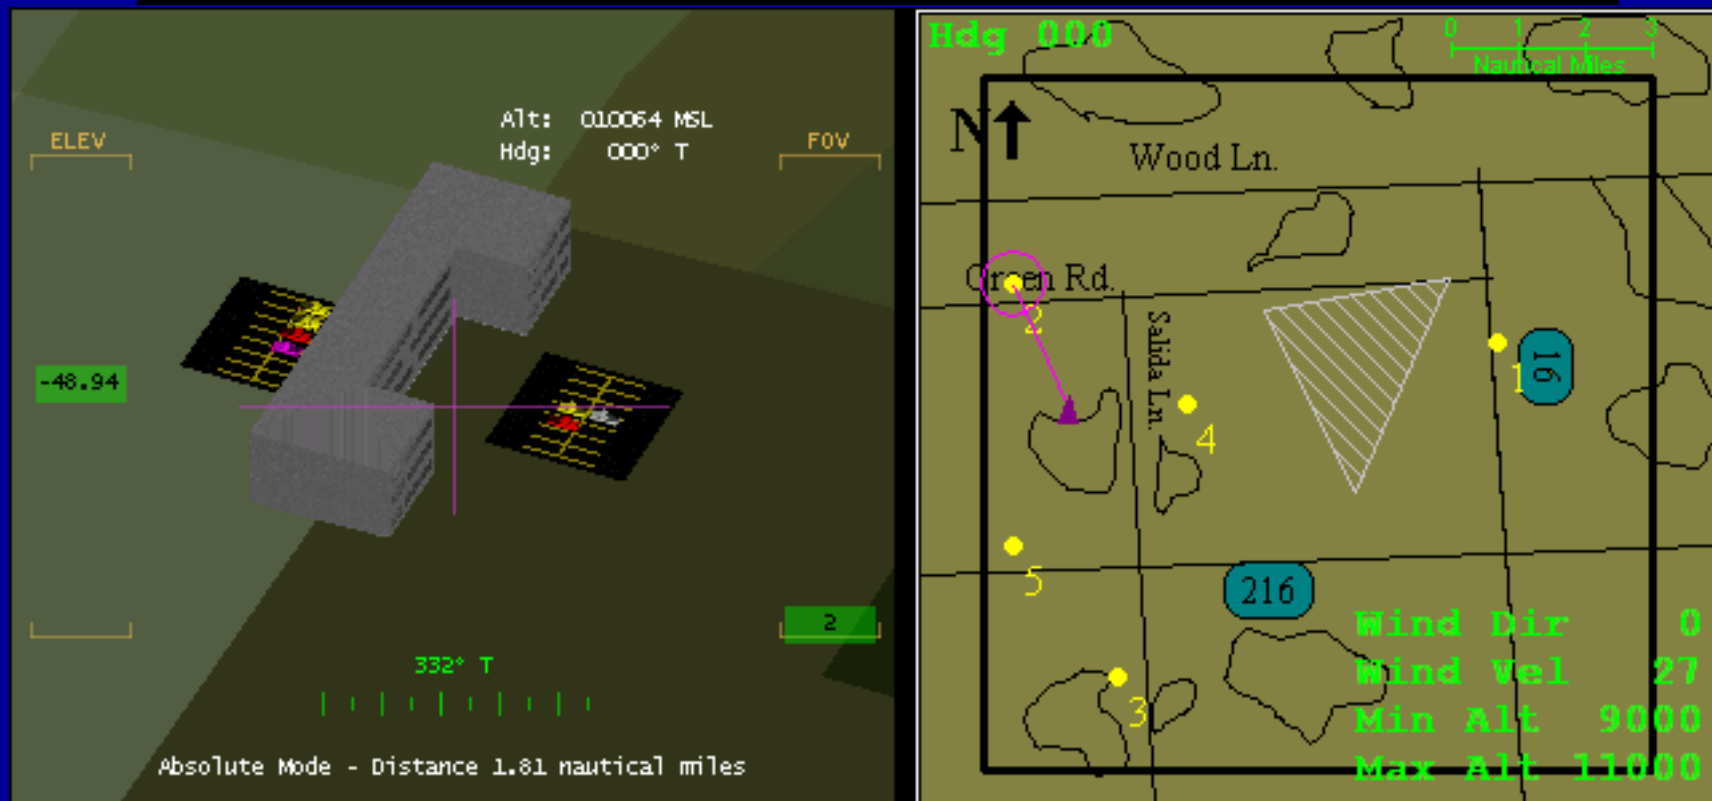 Alt: 010064 MSL
Hdg: 000° T
ELEV
FOV
-48.94
2
332° T
Absolute Mode - Distance 1.81 nautical miles
Hdg 000
0 1 2 3
Nautical Miles
N
Wood Ln.
Green Rd.
2
Salida Ln.
1
16
4
5
216
3
Wind Dir 0
Wind Vel 27
Min Alt 9000
Max Alt 11000